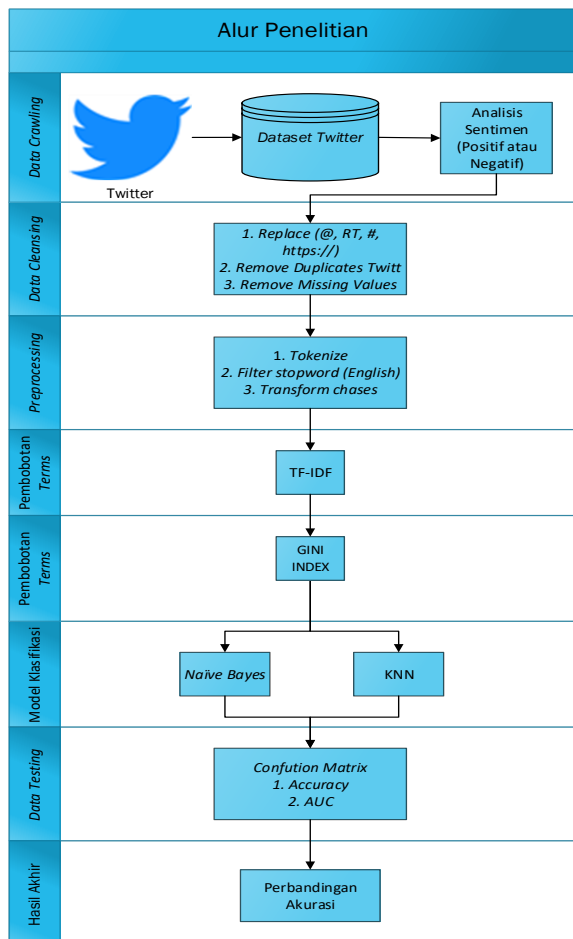 Alur Penelitian
Data Crawling
Twitter
Dataset Twitter
Analisis
Sentimen
(Positif atau
Negatif)
Data Cleansing
1. Replace (@, RT, #,
https://)
2. Remove Duplicates Twitt
3. Remove Missing Values
Preprocessing
1. Tokenize
2. Filter stopword (English)
3. Transform chases
Pembobotan
Terms
TF-IDF
Pembobotan
Terms
GINI
INDEX
Model Klasifikasi
Naïve Bayes
KNN
Data Testing
Confution Matrix
1. Accuracy
2. AUC
Hasil Akhir
Perbandingan
Akurasi